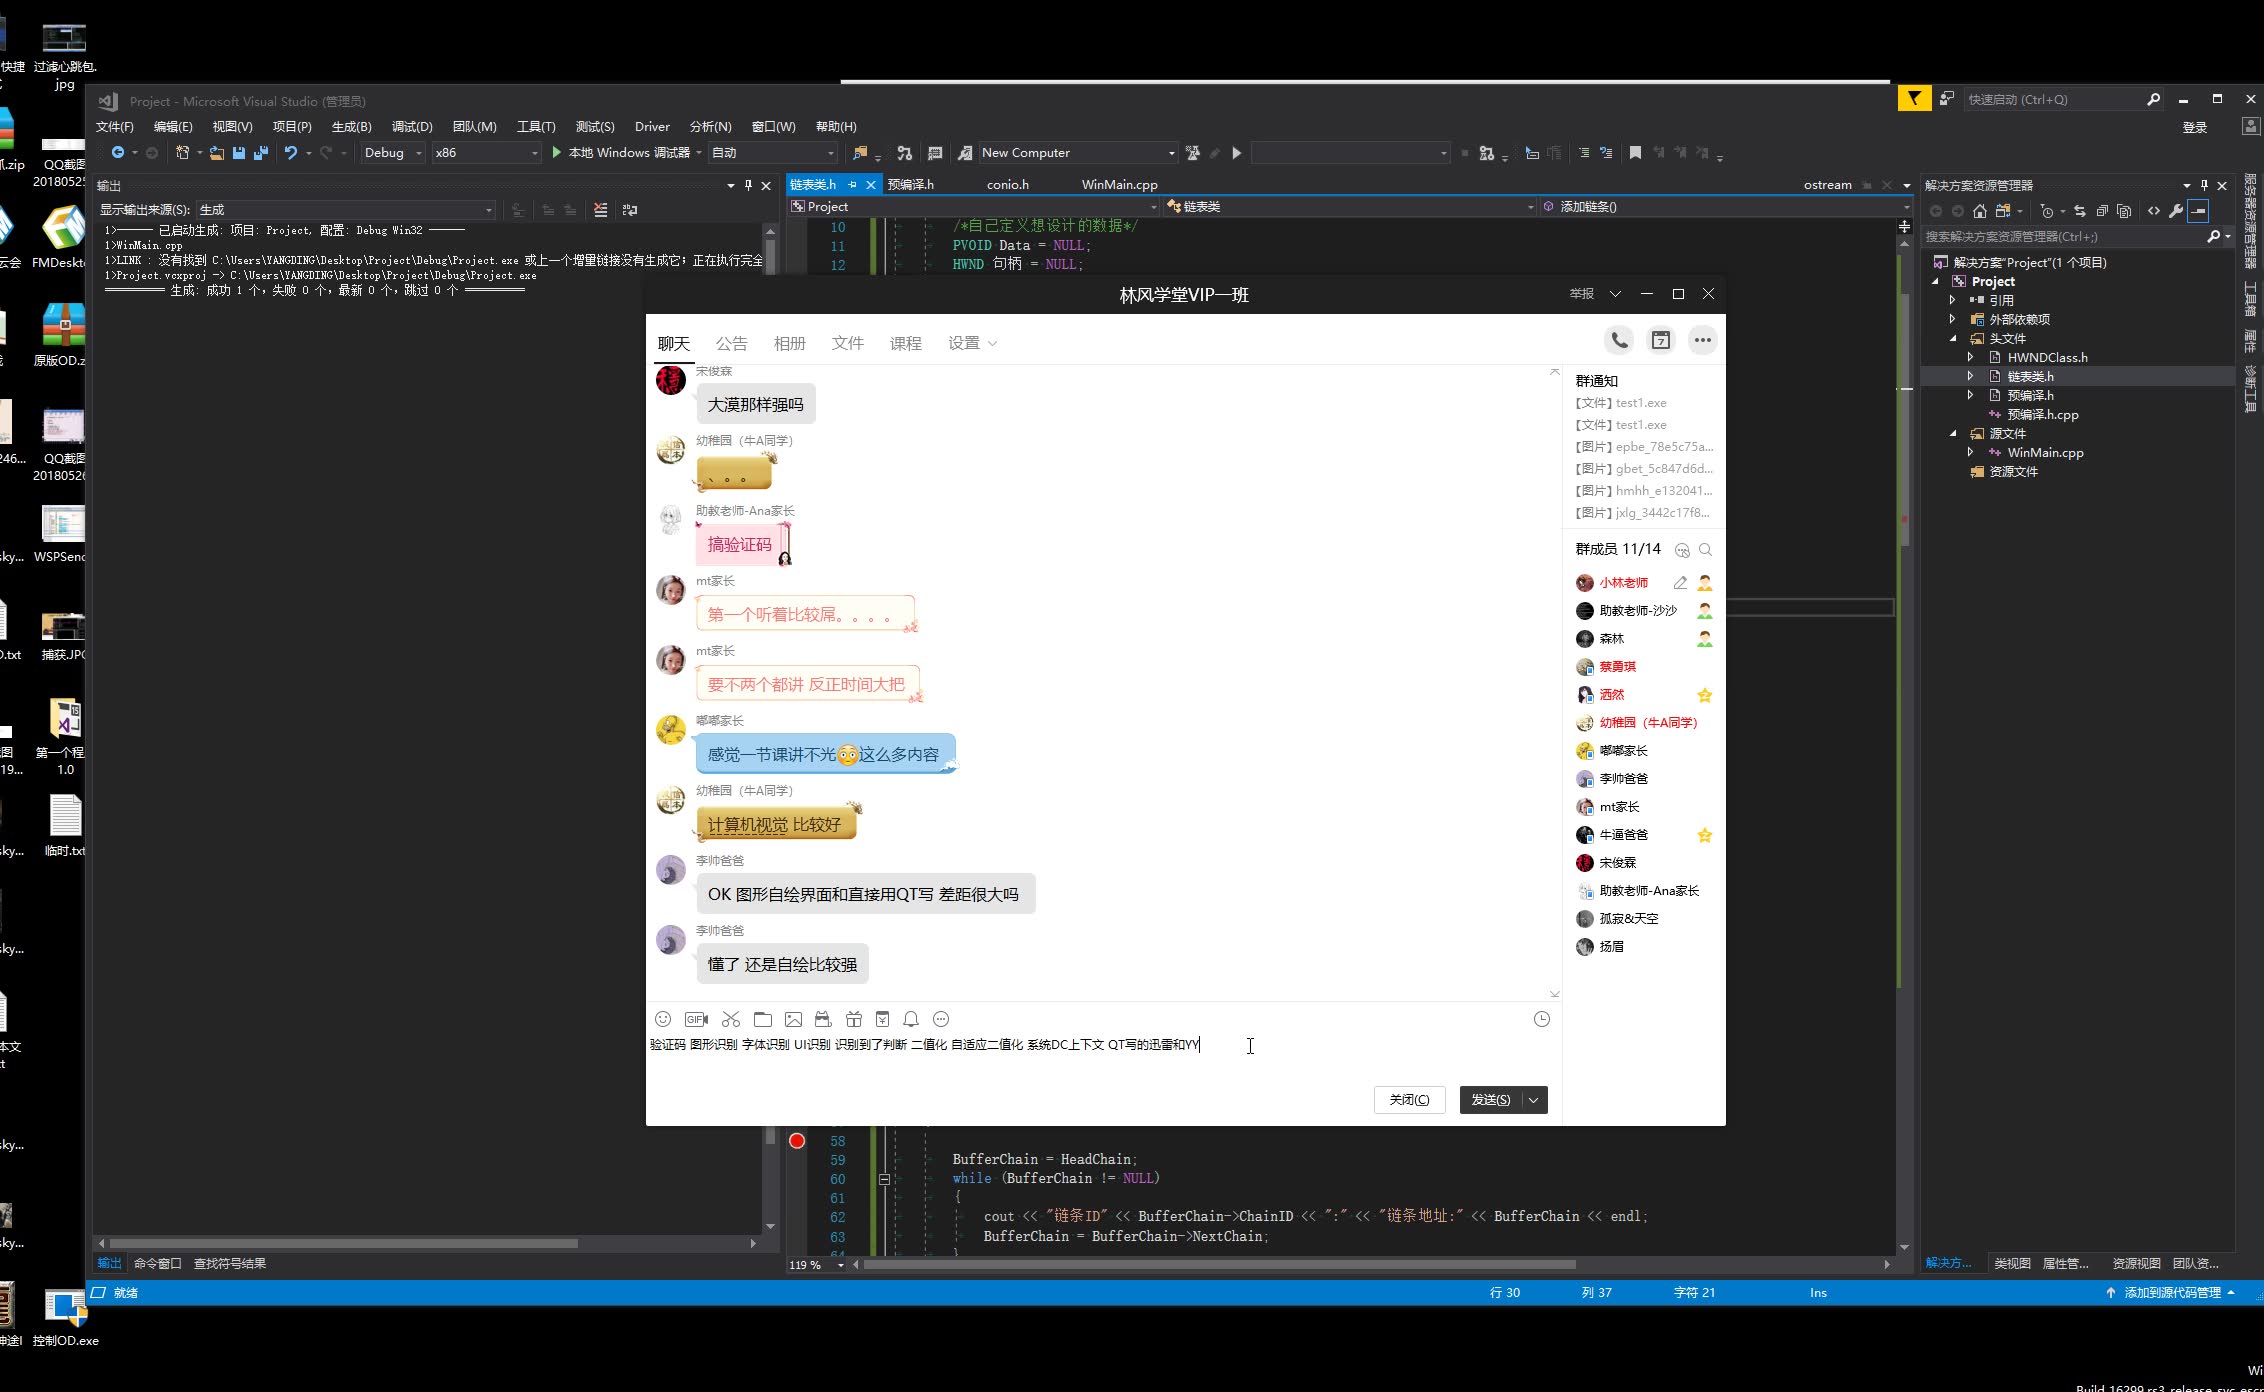 快捷
过滤心跳包.
jpg
Project - Microsoft Visual Studio (管理员)
快速启动 (Ctrl+Q)
文件(F) 编辑(E) 视图(V) 项目(P) 生成(B) 调试(D) 团队(M) 工具(T) 测试(S) Driver 分析(N) 窗口(W) 帮助(H)
登录
Debug x86 本地 Windows 调试器 自动 New Computer
.zip
QQ截图
2018052
FMDeskt
原版OD.z
QQ截图
20180526
246...
sky...
WSPSend
.txt
捕获.JPG
第一个程
19...
1.0
sky...
临时.txt
sky...
sky...
本文
sky...
sky...
控制OD.exe
输出
显示输出来源(S): 生成
1>------ 已启动生成: 项目: Project, 配置: Debug Win32 ------
1>WinMain.cpp
1>LINK : 没有找到 C:\Users\YANGDING\Desktop\Project\Debug\Project.exe 或上一个增量链接没有生成它; 正在执行完全
1>Project.vcxproj -> C:\Users\YANGDING\Desktop\Project\Debug\Project.exe
========== 生成: 成功 1 个，失败 0 个，最新 0 个，跳过 0 个 ==========
链表类.h 预编译.h conio.h WinMain.cpp ostream
Project 链表类 添加链条()
10 /*自己定义想设计的数据*/
11 PVOID Data = NULL;
12 HWND 句柄 = NULL;
林风学堂VIP一班
举报
聊天 公告 相册 文件 课程 设置
宋俊霖
大漠那样强吗
幼稚园（牛A同学）
、。。
助教老师-Ana家长
搞验证码
mt家长
第一个听着比较屌。。。。
mt家长
要不两个都讲 反正时间大把
嘟嘟家长
感觉一节课讲不光😳这么多内容
幼稚园（牛A同学）
计算机视觉 比较好
李帅爸爸
OK 图形自绘界面和直接用QT写 差距很大吗
李帅爸爸
懂了 还是自绘比较强
GIF
验证码 图形识别 字体识别 UI识别 识别到了判断 二值化 自适应二值化 系统DC上下文 QT写的迅雷和YY
关闭(C) 发送(S)
7
群通知
【文件】test1.exe
【文件】test1.exe
【图片】epbe_78e5c75a...
【图片】gbet_5c847d6d...
【图片】hmhh_e132041...
【图片】jxlg_3442c17f8...
群成员 11/14
小林老师
助教老师-沙沙
森林
蔡勇琪
洒然
幼稚园（牛A同学）
嘟嘟家长
李帅爸爸
mt家长
牛逼爸爸
宋俊霖
助教老师-Ana家长
孤寂&天空
扬眉
58
59 BufferChain = HeadChain;
60 while (BufferChain != NULL)
61 {
62 cout << "链条ID" << BufferChain->ChainID << ":" << "链条地址:" << BufferChain << endl;
63 BufferChain = BufferChain->NextChain;
64 }
119 %
输出 命令窗口 查找符号结果
解决方案资源管理器
搜索解决方案资源管理器(Ctrl+;)
解决方案"Project"(1 个项目)
Project
引用
外部依赖项
头文件
HWNDClass.h
链表类.h
预编译.h
预编译.h.cpp
源文件
WinMain.cpp
资源文件
服务器资源管理器
工具箱
属性
诊断工具
解决方... 类视图 属性管... 资源视图 团队资...
就绪 行 30 列 37 字符 21 Ins 添加到源代码管理
Wi
Build 16299.rs3_release_svc_escr